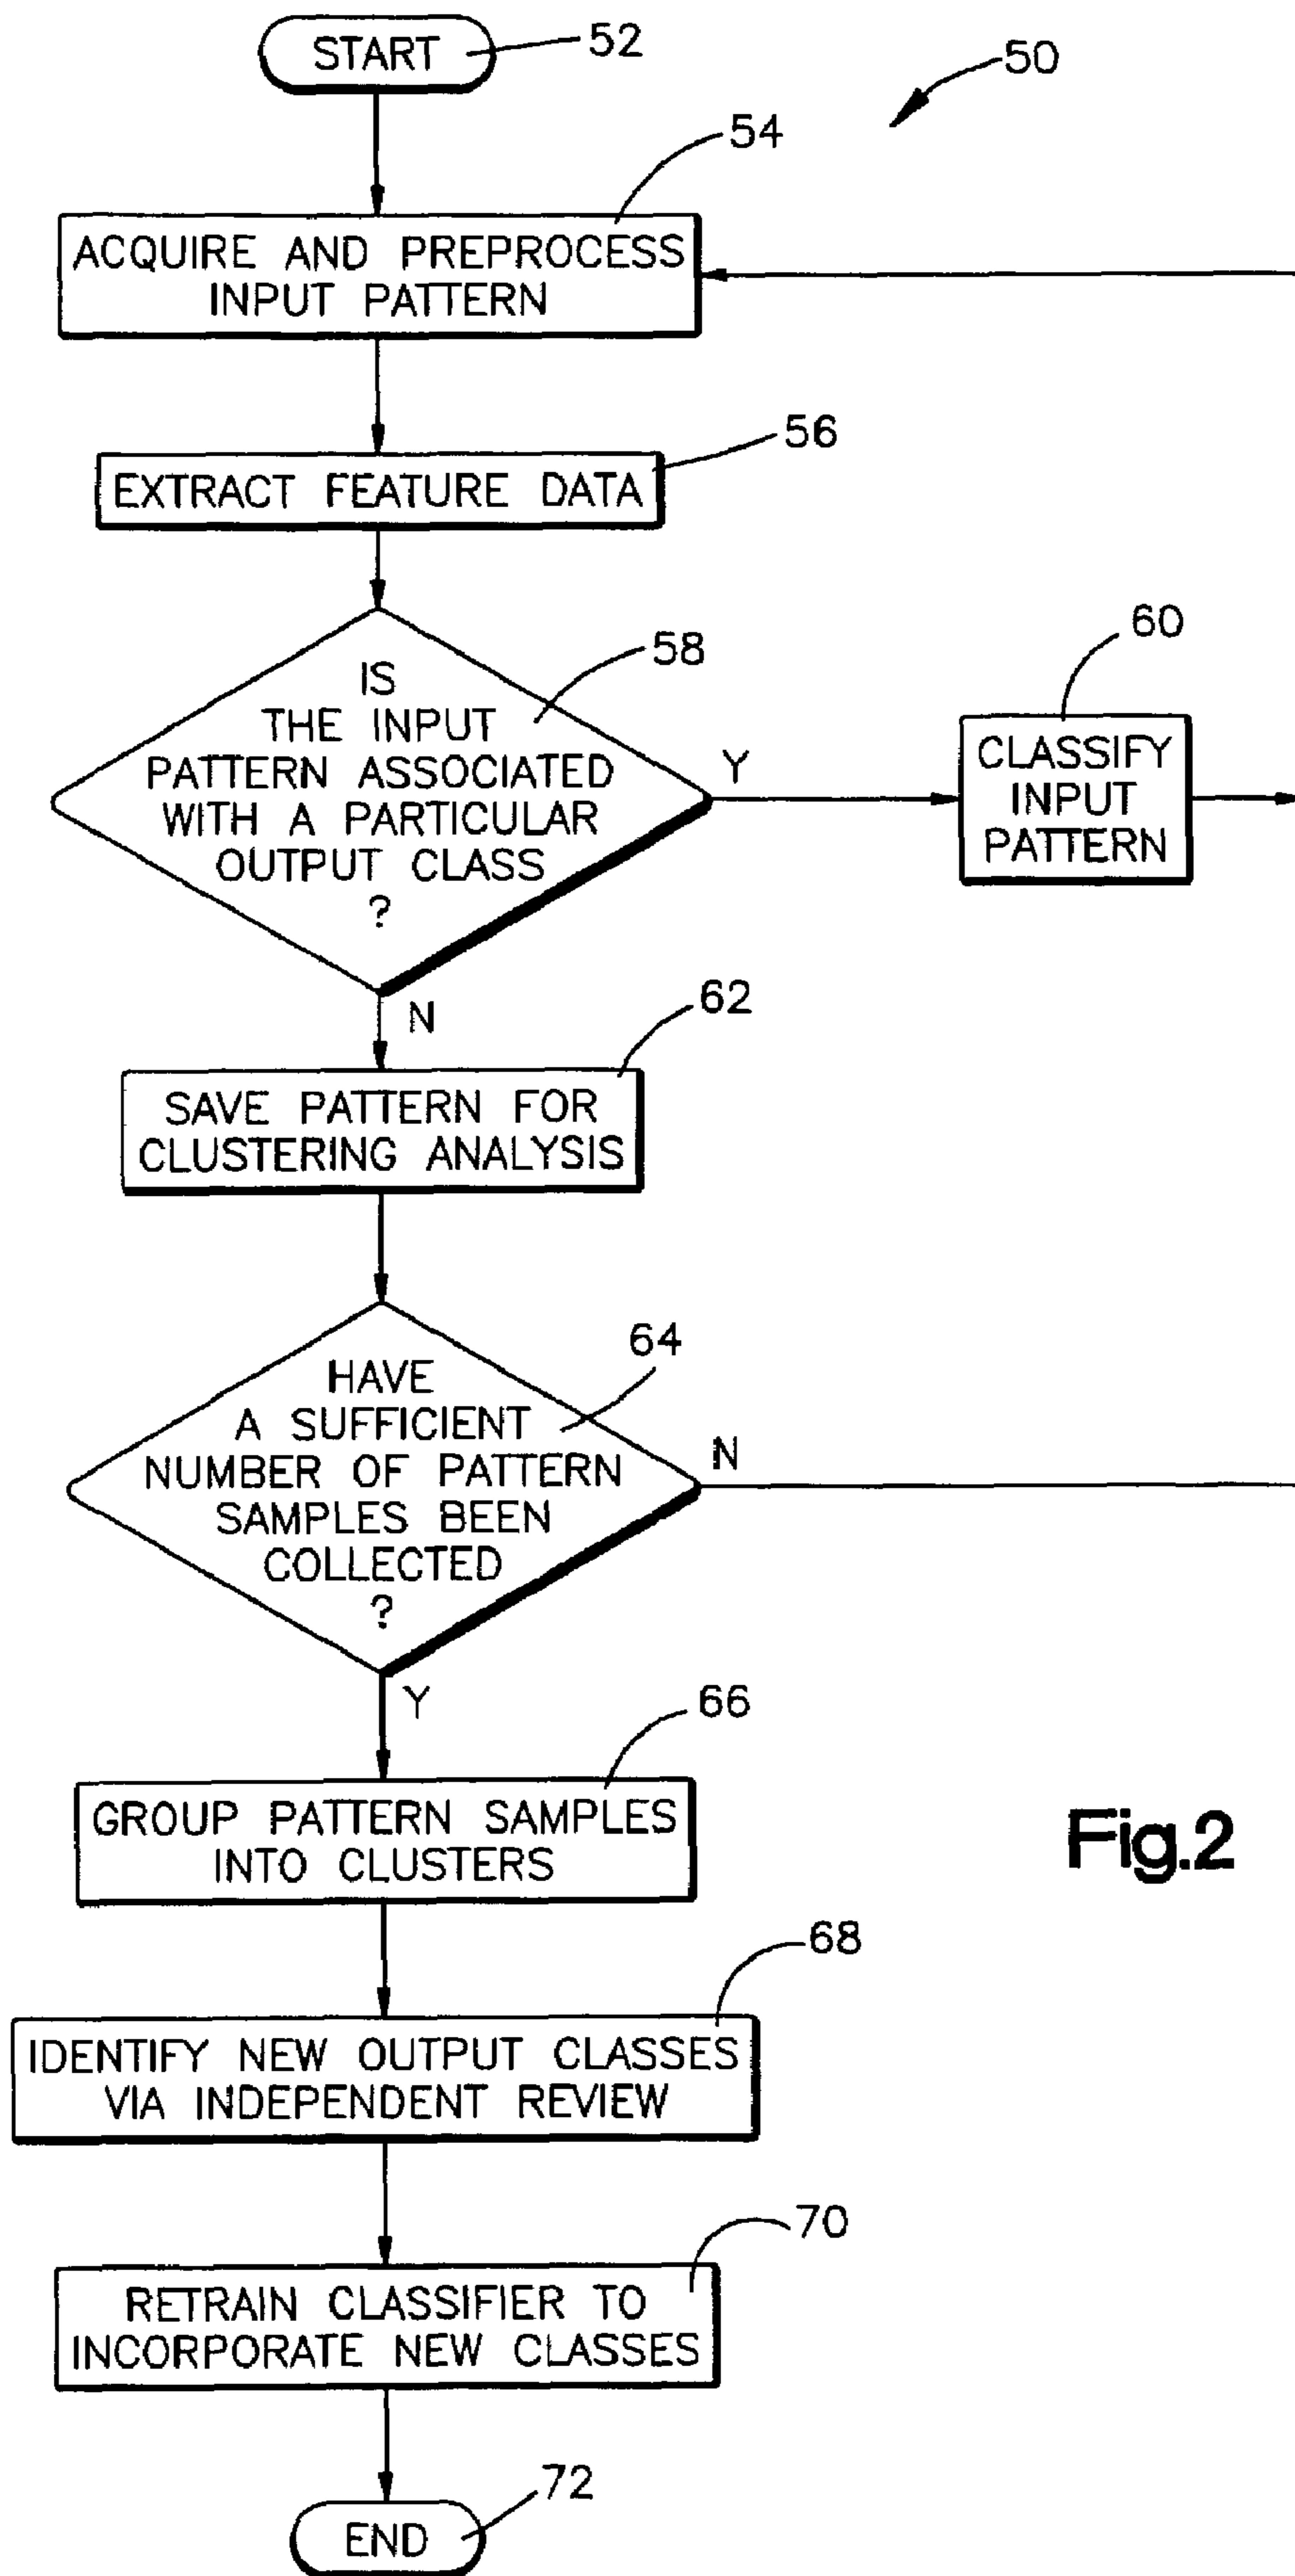 START
52
50
54
ACQUIRE AND PREPROCESS
INPUT PATTERN
56
EXTRACT FEATURE DATA
58
IS
THE INPUT
PATTERN ASSOCIATED
WITH A PARTICULAR
OUTPUT CLASS
?
Y
60
CLASSIFY
INPUT
PATTERN
N
62
SAVE PATTERN FOR
CLUSTERING ANALYSIS
64
HAVE
A SUFFICIENT
NUMBER OF PATTERN
SAMPLES BEEN
COLLECTED
?
N
Y
66
GROUP PATTERN SAMPLES
INTO CLUSTERS
Fig.2
68
IDENTIFY NEW OUTPUT CLASSES
VIA INDEPENDENT REVIEW
70
RETRAIN CLASSIFIER TO
INCORPORATE NEW CLASSES
72
END